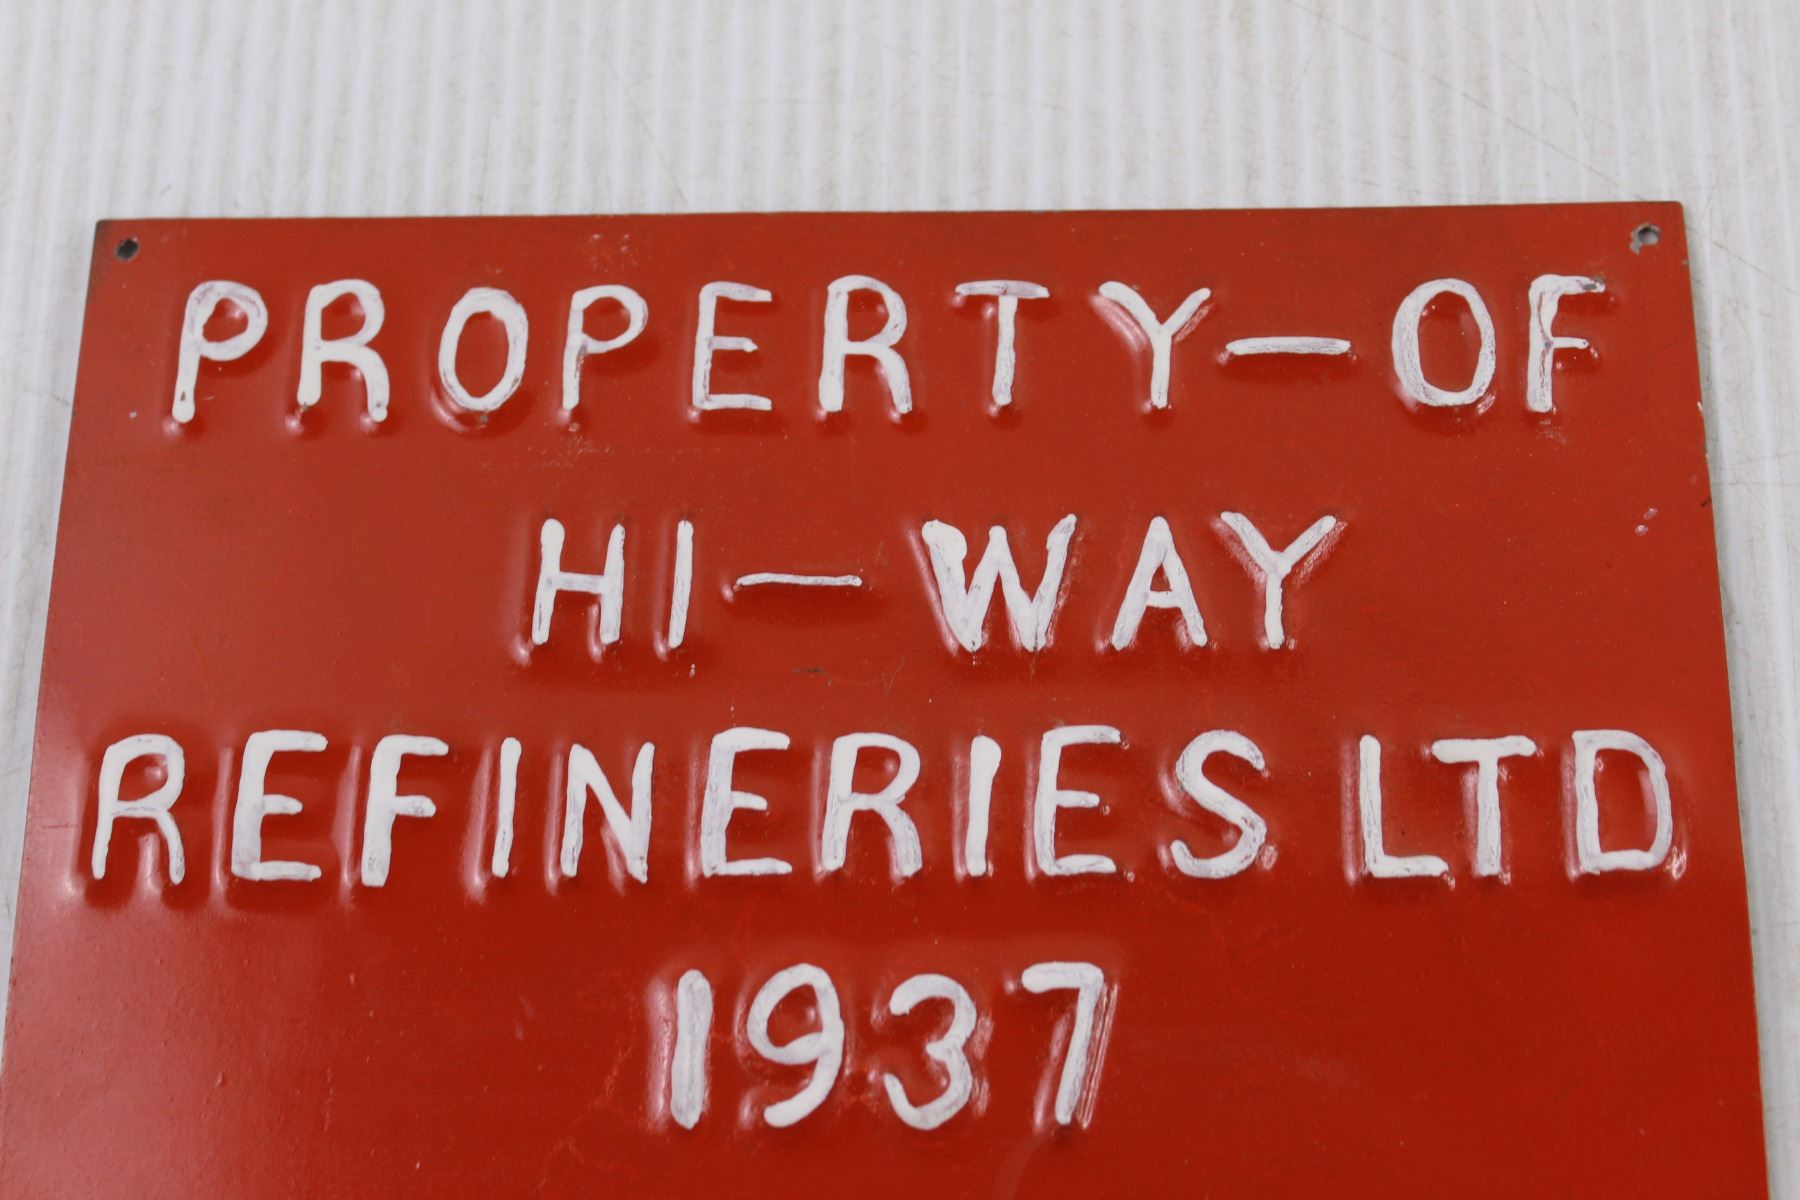 PROPERTY—OF
HI—WAY
REFINERIES LTD
1937